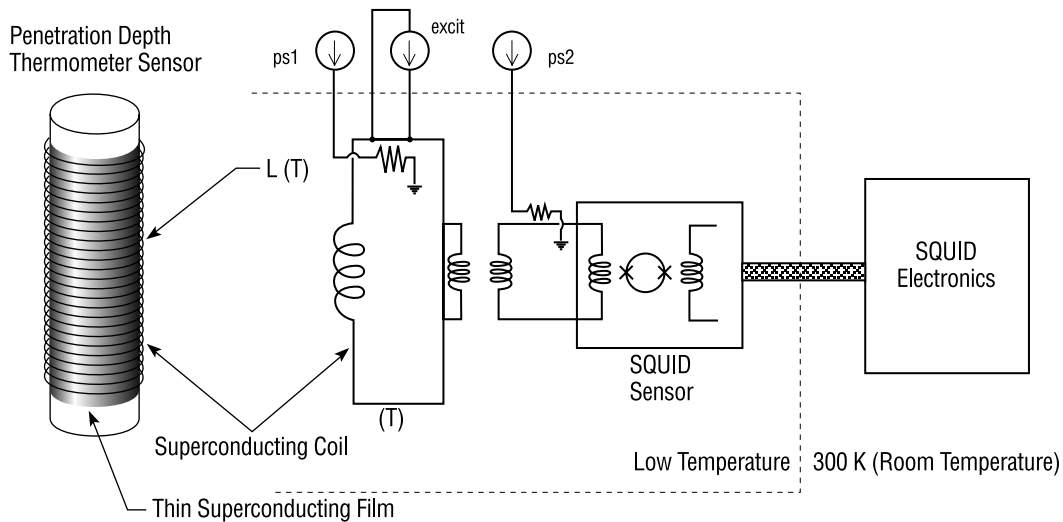 Penetration Depth
Thermometer Sensor
ps1
excit
ps2
L (T)
SQUID
Electronics
SQUID
Sensor
(T)
Superconducting Coil
Low Temperature
300 K (Room Temperature)
Thin Superconducting Film